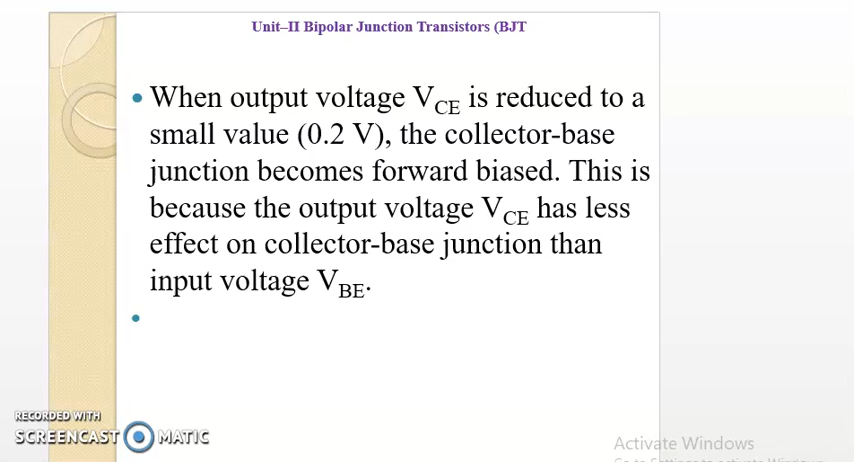 Unit–II Bipolar Junction Transistors (BJT
• When output voltage VCE is reduced to a
small value (0.2 V), the collector-base
junction becomes forward biased. This is
because the output voltage VCE has less
effect on collector-base junction than
input voltage VBE.
•
RECORDED WITH
SCREENCAST MATIC
Activate Windows